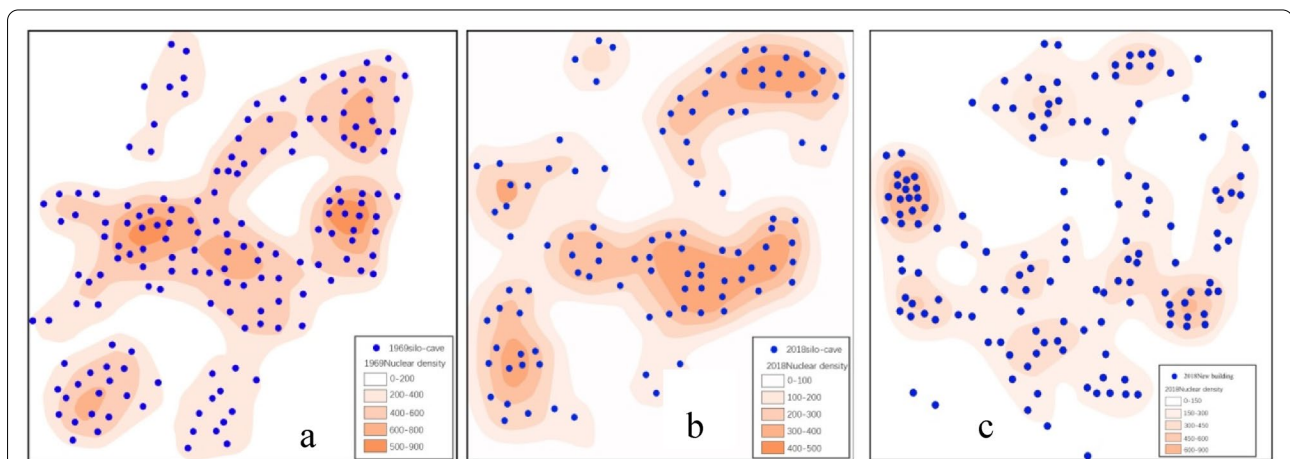 1969silo-cave
1969Nuclear density
0-200
200-400
400-600
600-800
500-900
a
2018silo-cave
2018Nuclear density
0-100
100-200
200-300
300-400
400-500
b
2018New building
2018Nuclear density
0-150
150-300
300-450
450-600
600-900
c